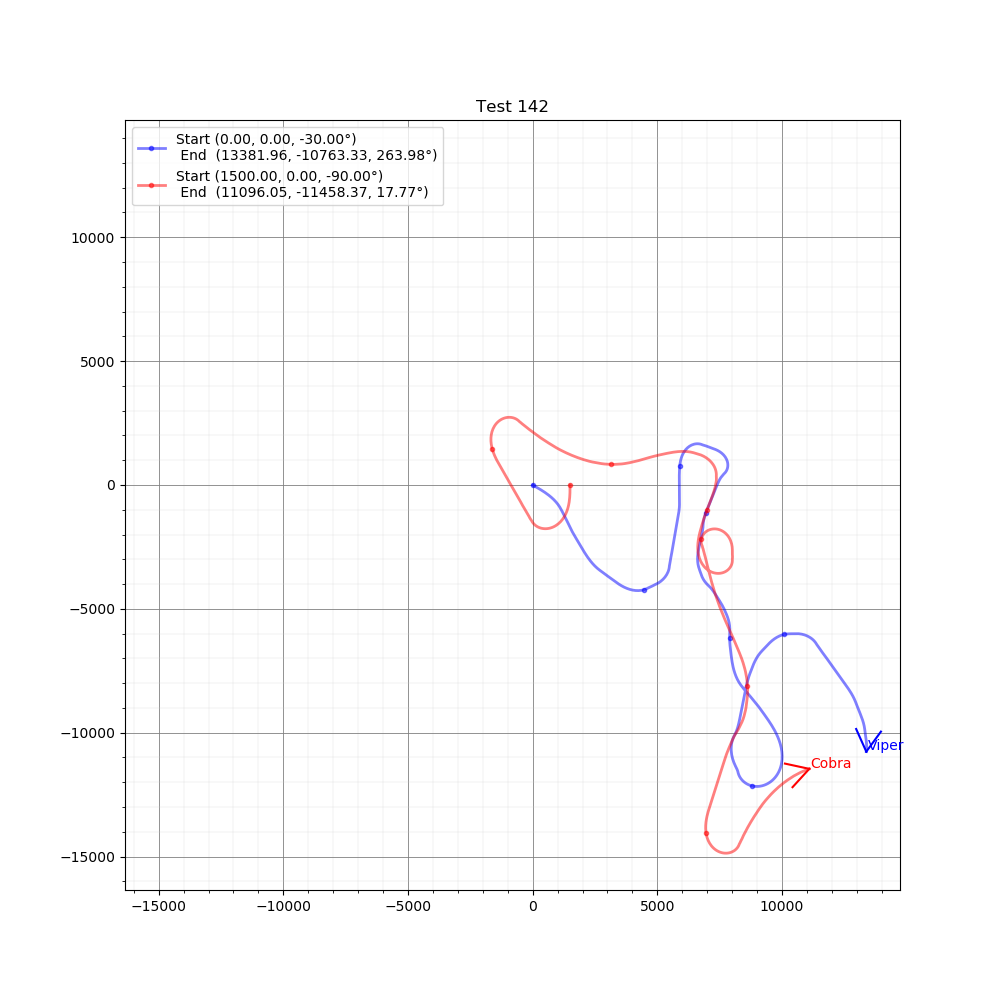 Test 142
Start (0.00, 0.00, -30.00°)
End  (13381.96, -10763.33, 263.98°)
Start (1500.00, 0.00, -90.00°)
End  (11096.05, -11458.37, 17.77°)
10000
5000
0
−5000
−10000
−15000
Viper
Cobra
−15000 −10000 −5000 0 5000 10000